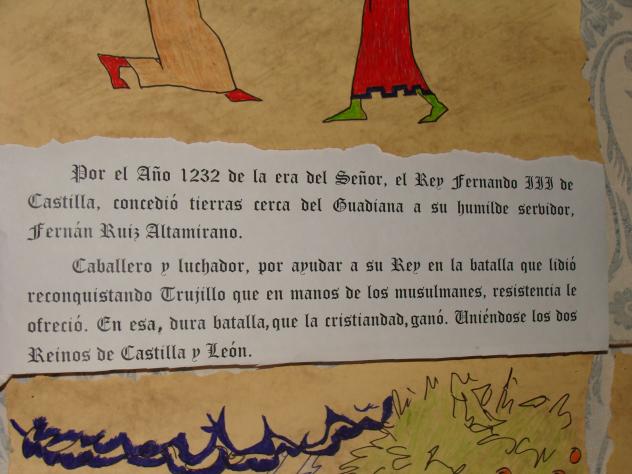 Por el Año 1232 de la era del Señor, el Rey Fernando III de
Castilla, concedió tierras cerca del Guadiana a su humilde servidor,
Fernán Ruiz Altamirano.
Caballero y luchador, por ayudar a su Rey en la batalla que lidió
reconquistando Trujillo que en manos de los musulmanes, resistencia le
ofreció. En esa, dura batalla, que la cristiandad, ganó. Uniéndose los dos
Reinos de Castilla y León.